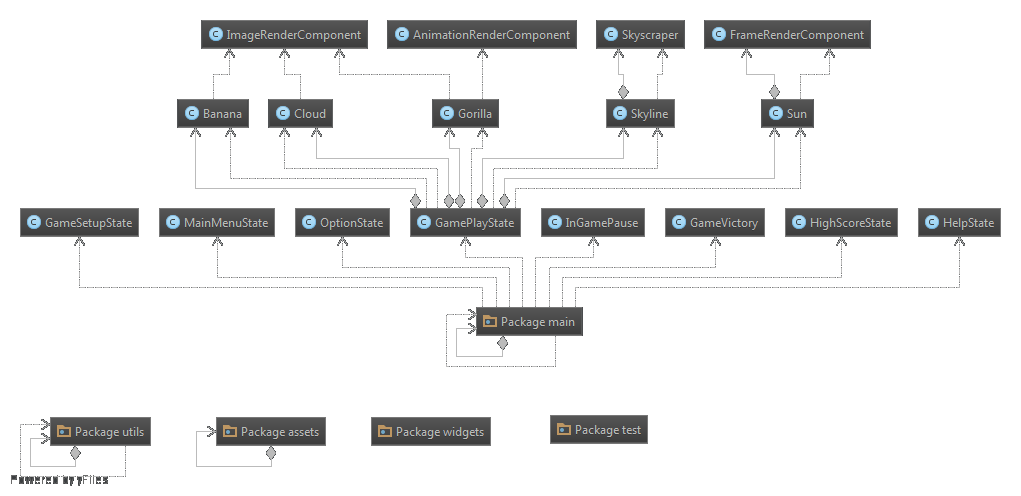 ImageRenderComponent
AnimationRenderComponent
Skyscraper
FrameRenderComponent
Banana
Cloud
Gorilla
Skyline
Sun
GameSetupState
MainMenuState
OptionState
GamePlayState
InGamePause
GameVictory
HighScoreState
HelpState
Package main
Package utils
Package assets
Package widgets
Package test
Powered by yFiles